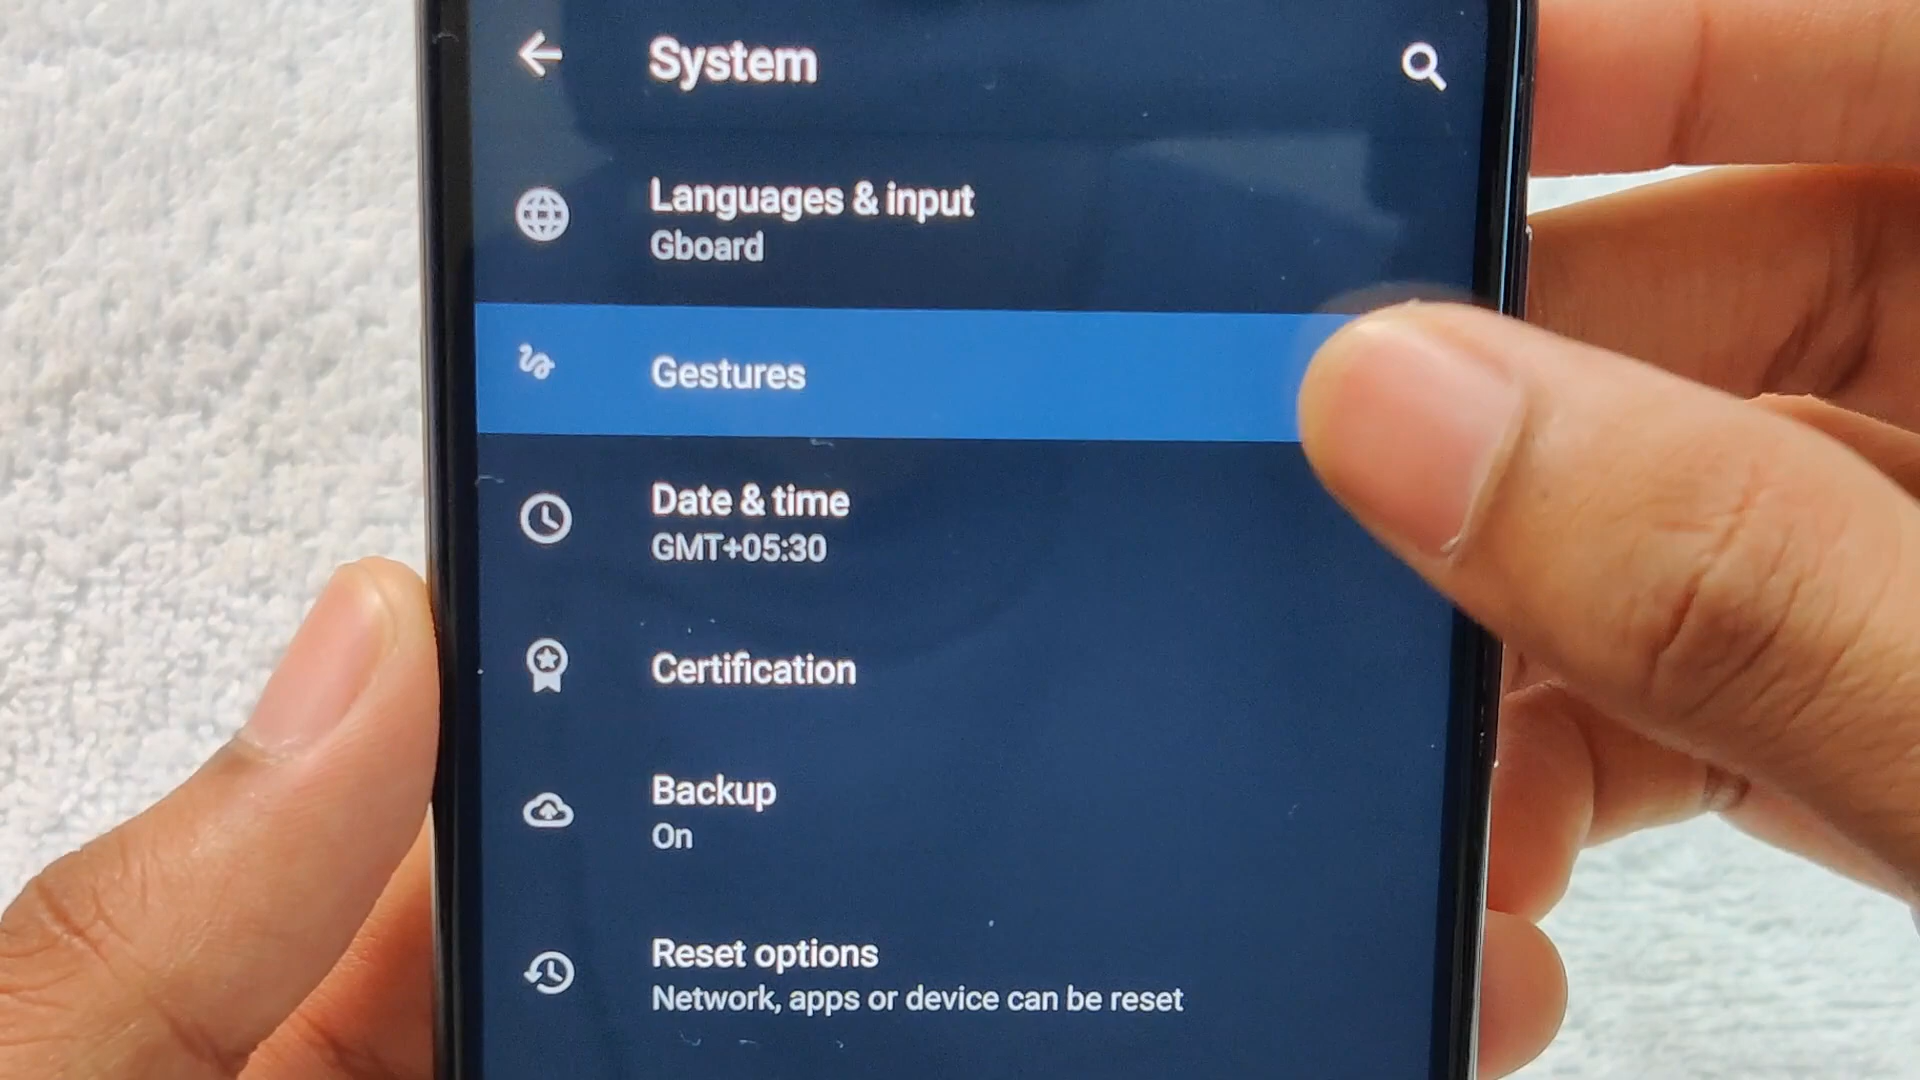 System
Languages & input
Gboard
Gestures
Date & time
GMT+05:30
Certification
Backup
On
Reset options
Network, apps or device can be reset